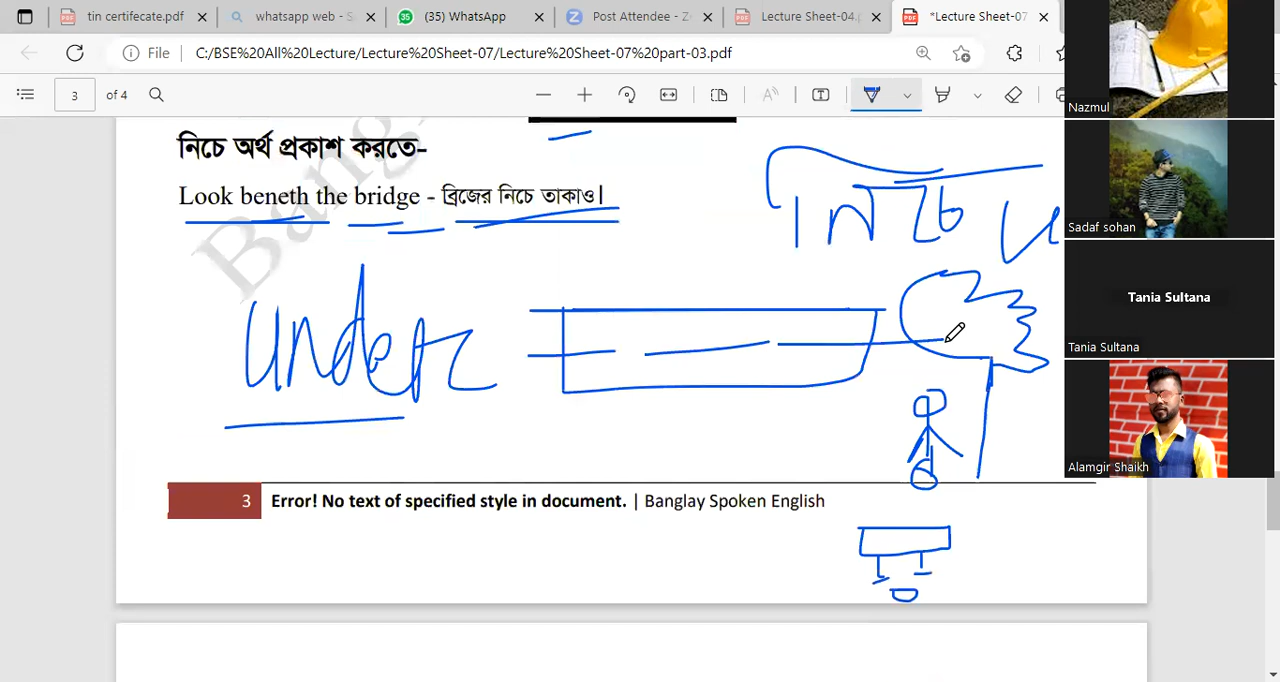 tin certifecate.pdf
whatsapp web - S
(35) WhatsApp
Post Attendee - Z
Lecture Sheet-04.
*Lecture Sheet-07
File
C:/BSE%20All%20Lecture/Lecture%20Sheet-07/Lecture%20Sheet-07%20part-03.pdf
3 of 4
Nazmul
নিচে অর্থ প্রকাশ করতে-
Look beneth the bridge - ব্রিজের নিচে তাকাও।
নিচে
Sadaf sohan
Under
Tania Sultana
Tania Sultana
Alamgir Shaikh
3 Error! No text of specified style in document. | Banglay Spoken English
Bang